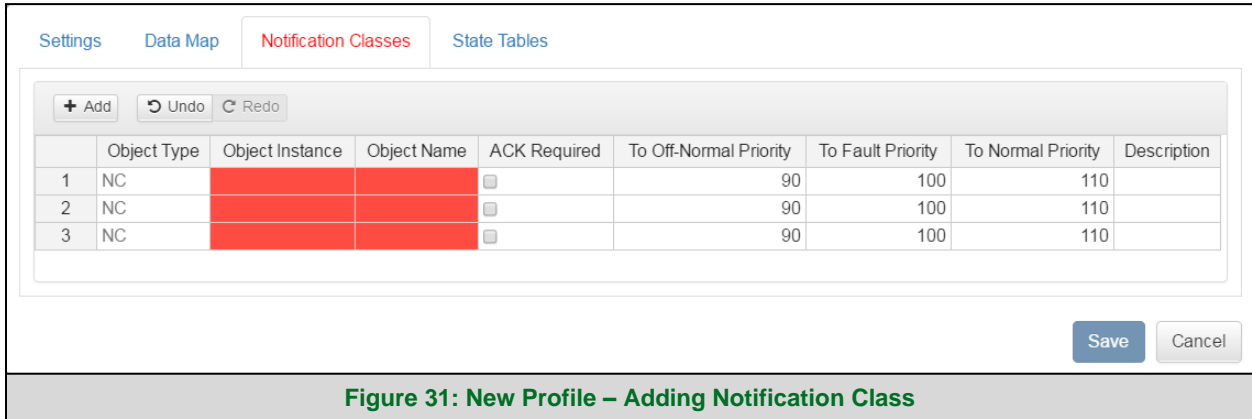 Settings Data Map Notification Classes State Tables
Add Undo Redo
Object Type Object Instance Object Name ACK Required To Off-Normal Priority To Fault Priority To Normal Priority Description
1 NC 90 100 110
2 NC 90 100 110
3 NC 90 100 110
Save Cancel
Figure 31: New Profile – Adding Notification Class